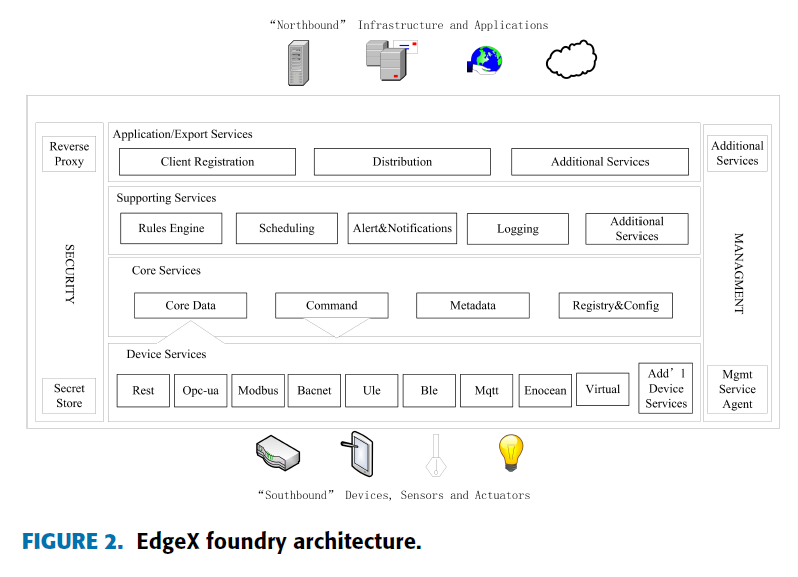 “Northbound” Infrastructure and Applications
Reverse
Proxy
SECURITY
Secret
Store
Application/Export Services
Client Registration
Distribution
Additional Services
Supporting Services
Rules Engine
Scheduling
Alert&Notifications
Logging
Additional
Services
Core Services
Core Data
Command
Metadata
Registry&Config
Device Services
Rest
Opc-ua
Modbus
Bacnet
Ule
Ble
Mqtt
Enocean
Virtual
Add’l
Device
Services
Additional
Services
MANAGMENT
Mgmt
Service
Agent
“Southbound” Devices, Sensors and Actuators
FIGURE 2. EdgeX foundry architecture.